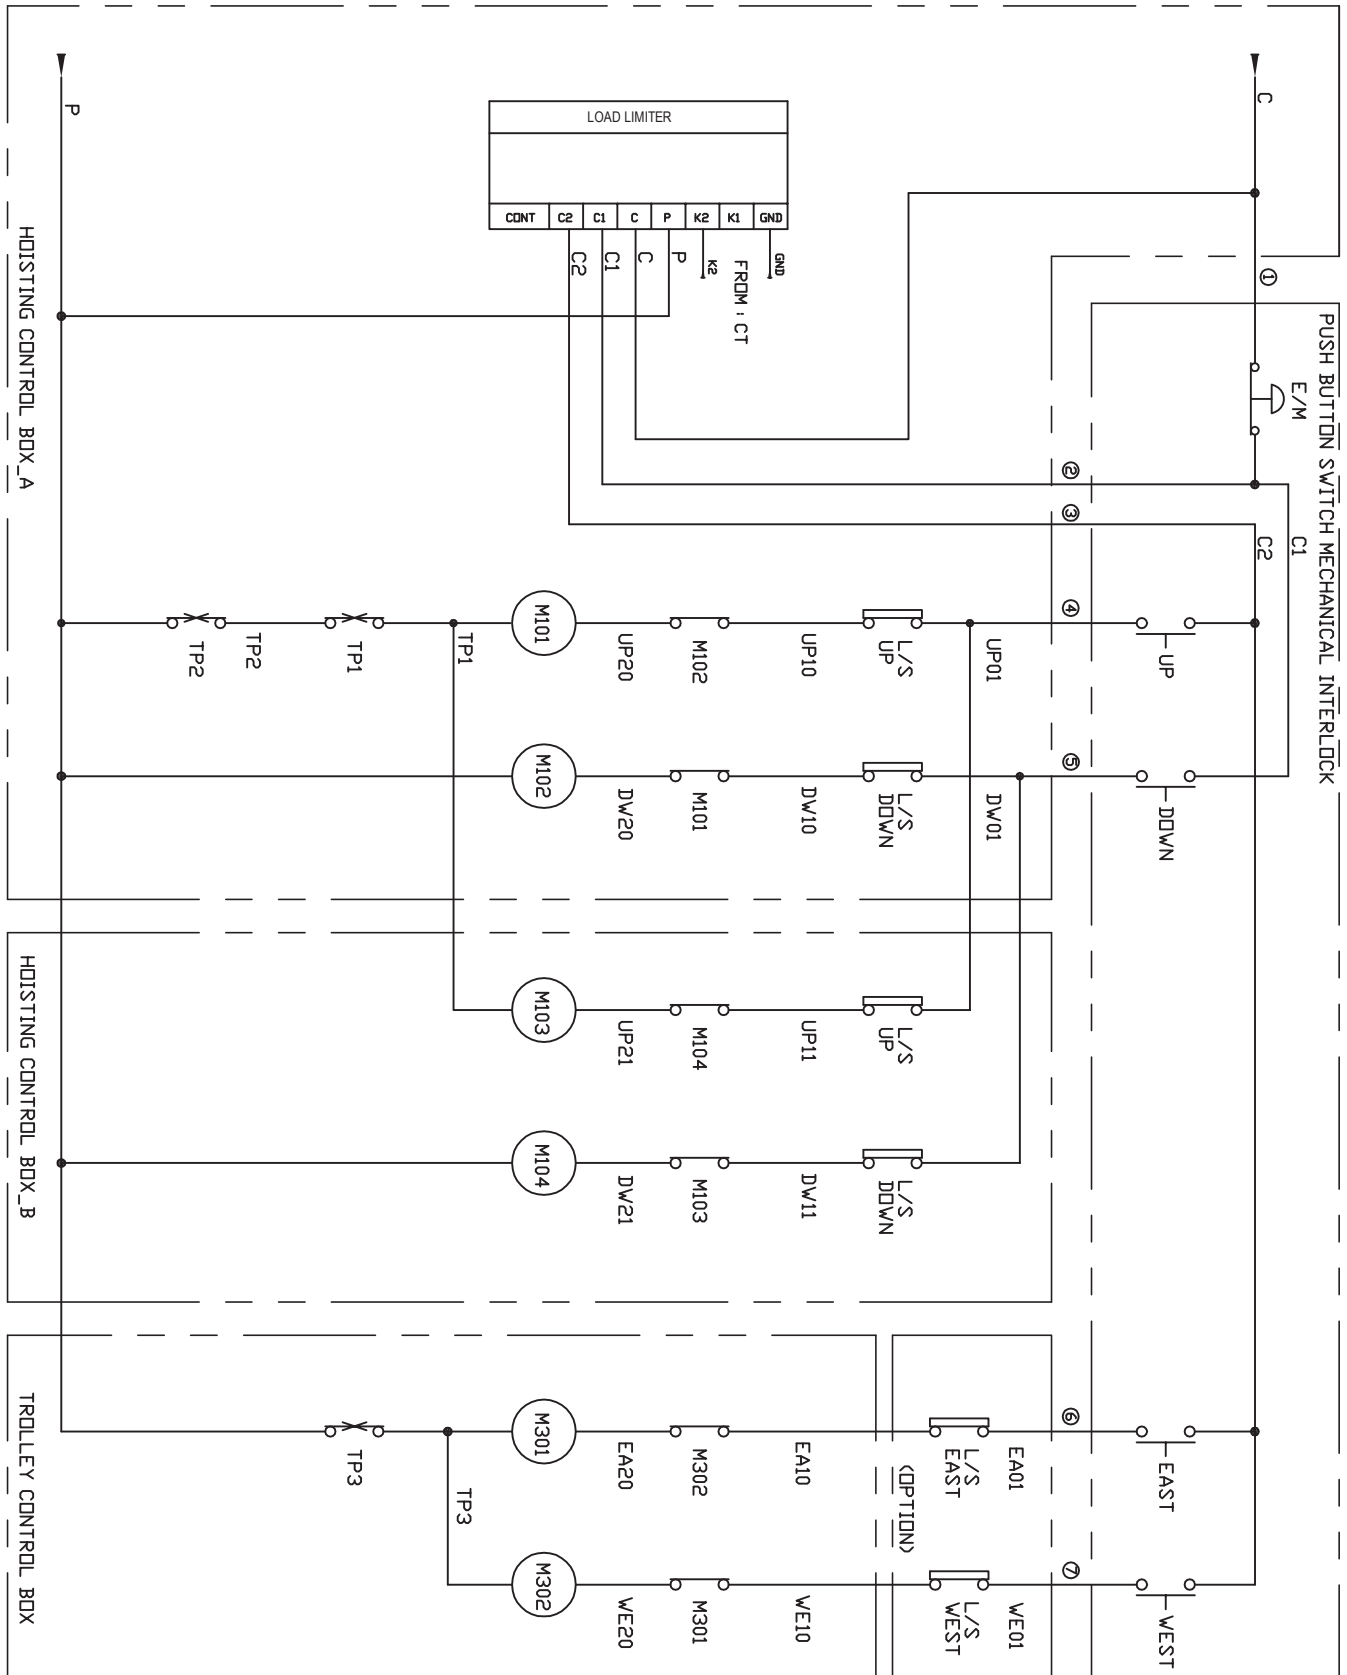 C
P
LOAD LIMITER
CONT C2 C1 C P K2 K1 GND
C2 C1 C P K2 GND
FROM : CT
①
HOISTING CONTROL BOX_A
PUSH BUTTON SWITCH MECHANICAL INTERLOCK
E/M
②
③
C2 C1
④
UP
UP01
L/S
UP
UP10
M102
UP20
M101
TP1
TP1
TP2
TP2
⑤
DOWN
DW01
L/S
DOWN
DW10
M101
DW20
M102
HOISTING CONTROL BOX_B
L/S
UP
UP11
M104
UP21
M103
L/S
DOWN
DW11
M103
DW21
M104
TROLLEY CONTROL BOX
⑥
EAST
EA01
L/S
EAST
EA10
M302
EA20
M301
TP3
TP3
(OPTION)
⑦
WEST
WE01
L/S
WEST
WE10
M301
WE20
M302